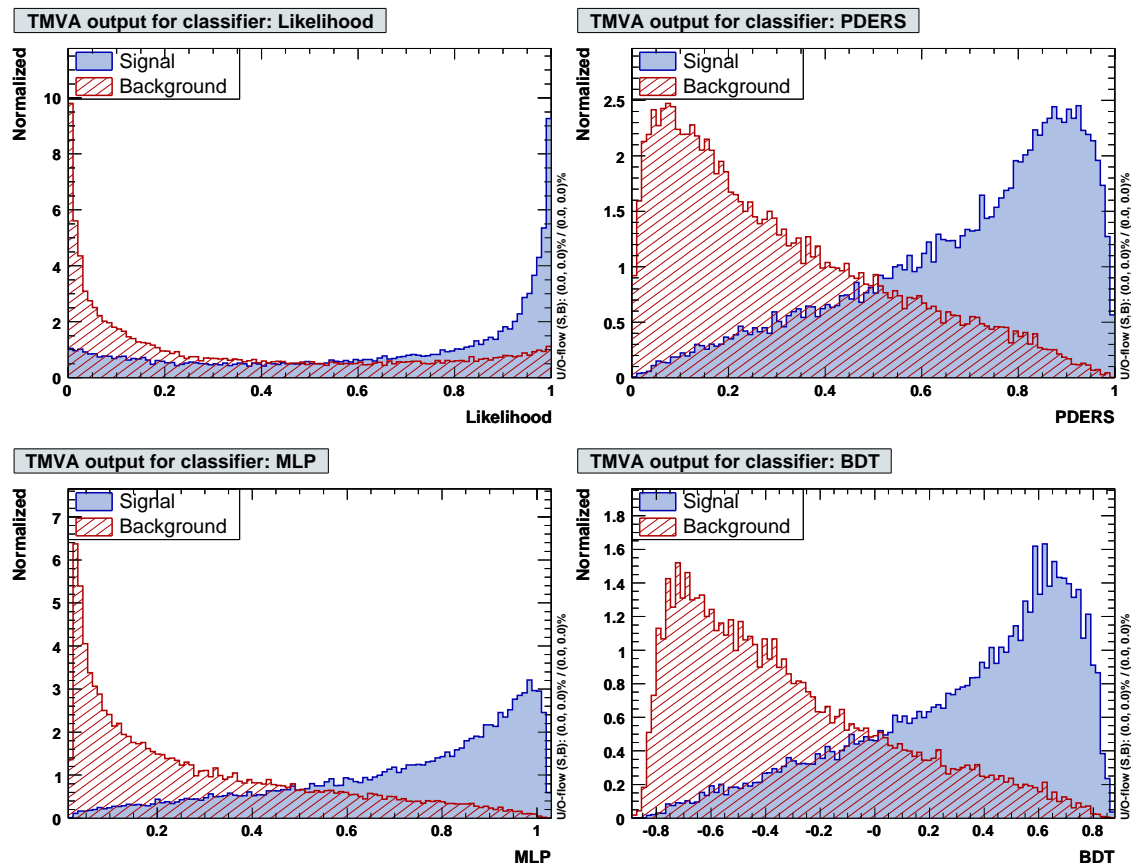 TMVA output for classifier: Likelihood
Normalized
Signal
Background
10
8
6
4
2
0
0
0.2
0.4
0.6
0.8
1
Likelihood
U/O-flow (S,B): (0.0, 0.0)% / (0.0, 0.0)%
TMVA output for classifier: PDERS
Normalized
Signal
Background
2.5
2
1.5
1
0.5
0
0
0.2
0.4
0.6
0.8
1
PDERS
U/O-flow (S,B): (0.0, 0.0)% / (0.0, 0.0)%
TMVA output for classifier: MLP
Normalized
Signal
Background
7
6
5
4
3
2
1
0
0.2
0.4
0.6
0.8
1
MLP
U/O-flow (S,B): (0.0, 0.0)% / (0.0, 0.0)%
TMVA output for classifier: BDT
Normalized
Signal
Background
1.8
1.6
1.4
1.2
1
0.8
0.6
0.4
0.2
0
-0.8
-0.6
-0.4
-0.2
-0
0.2
0.4
0.6
0.8
BDT
U/O-flow (S,B): (0.0, 0.0)% / (0.0, 0.0)%